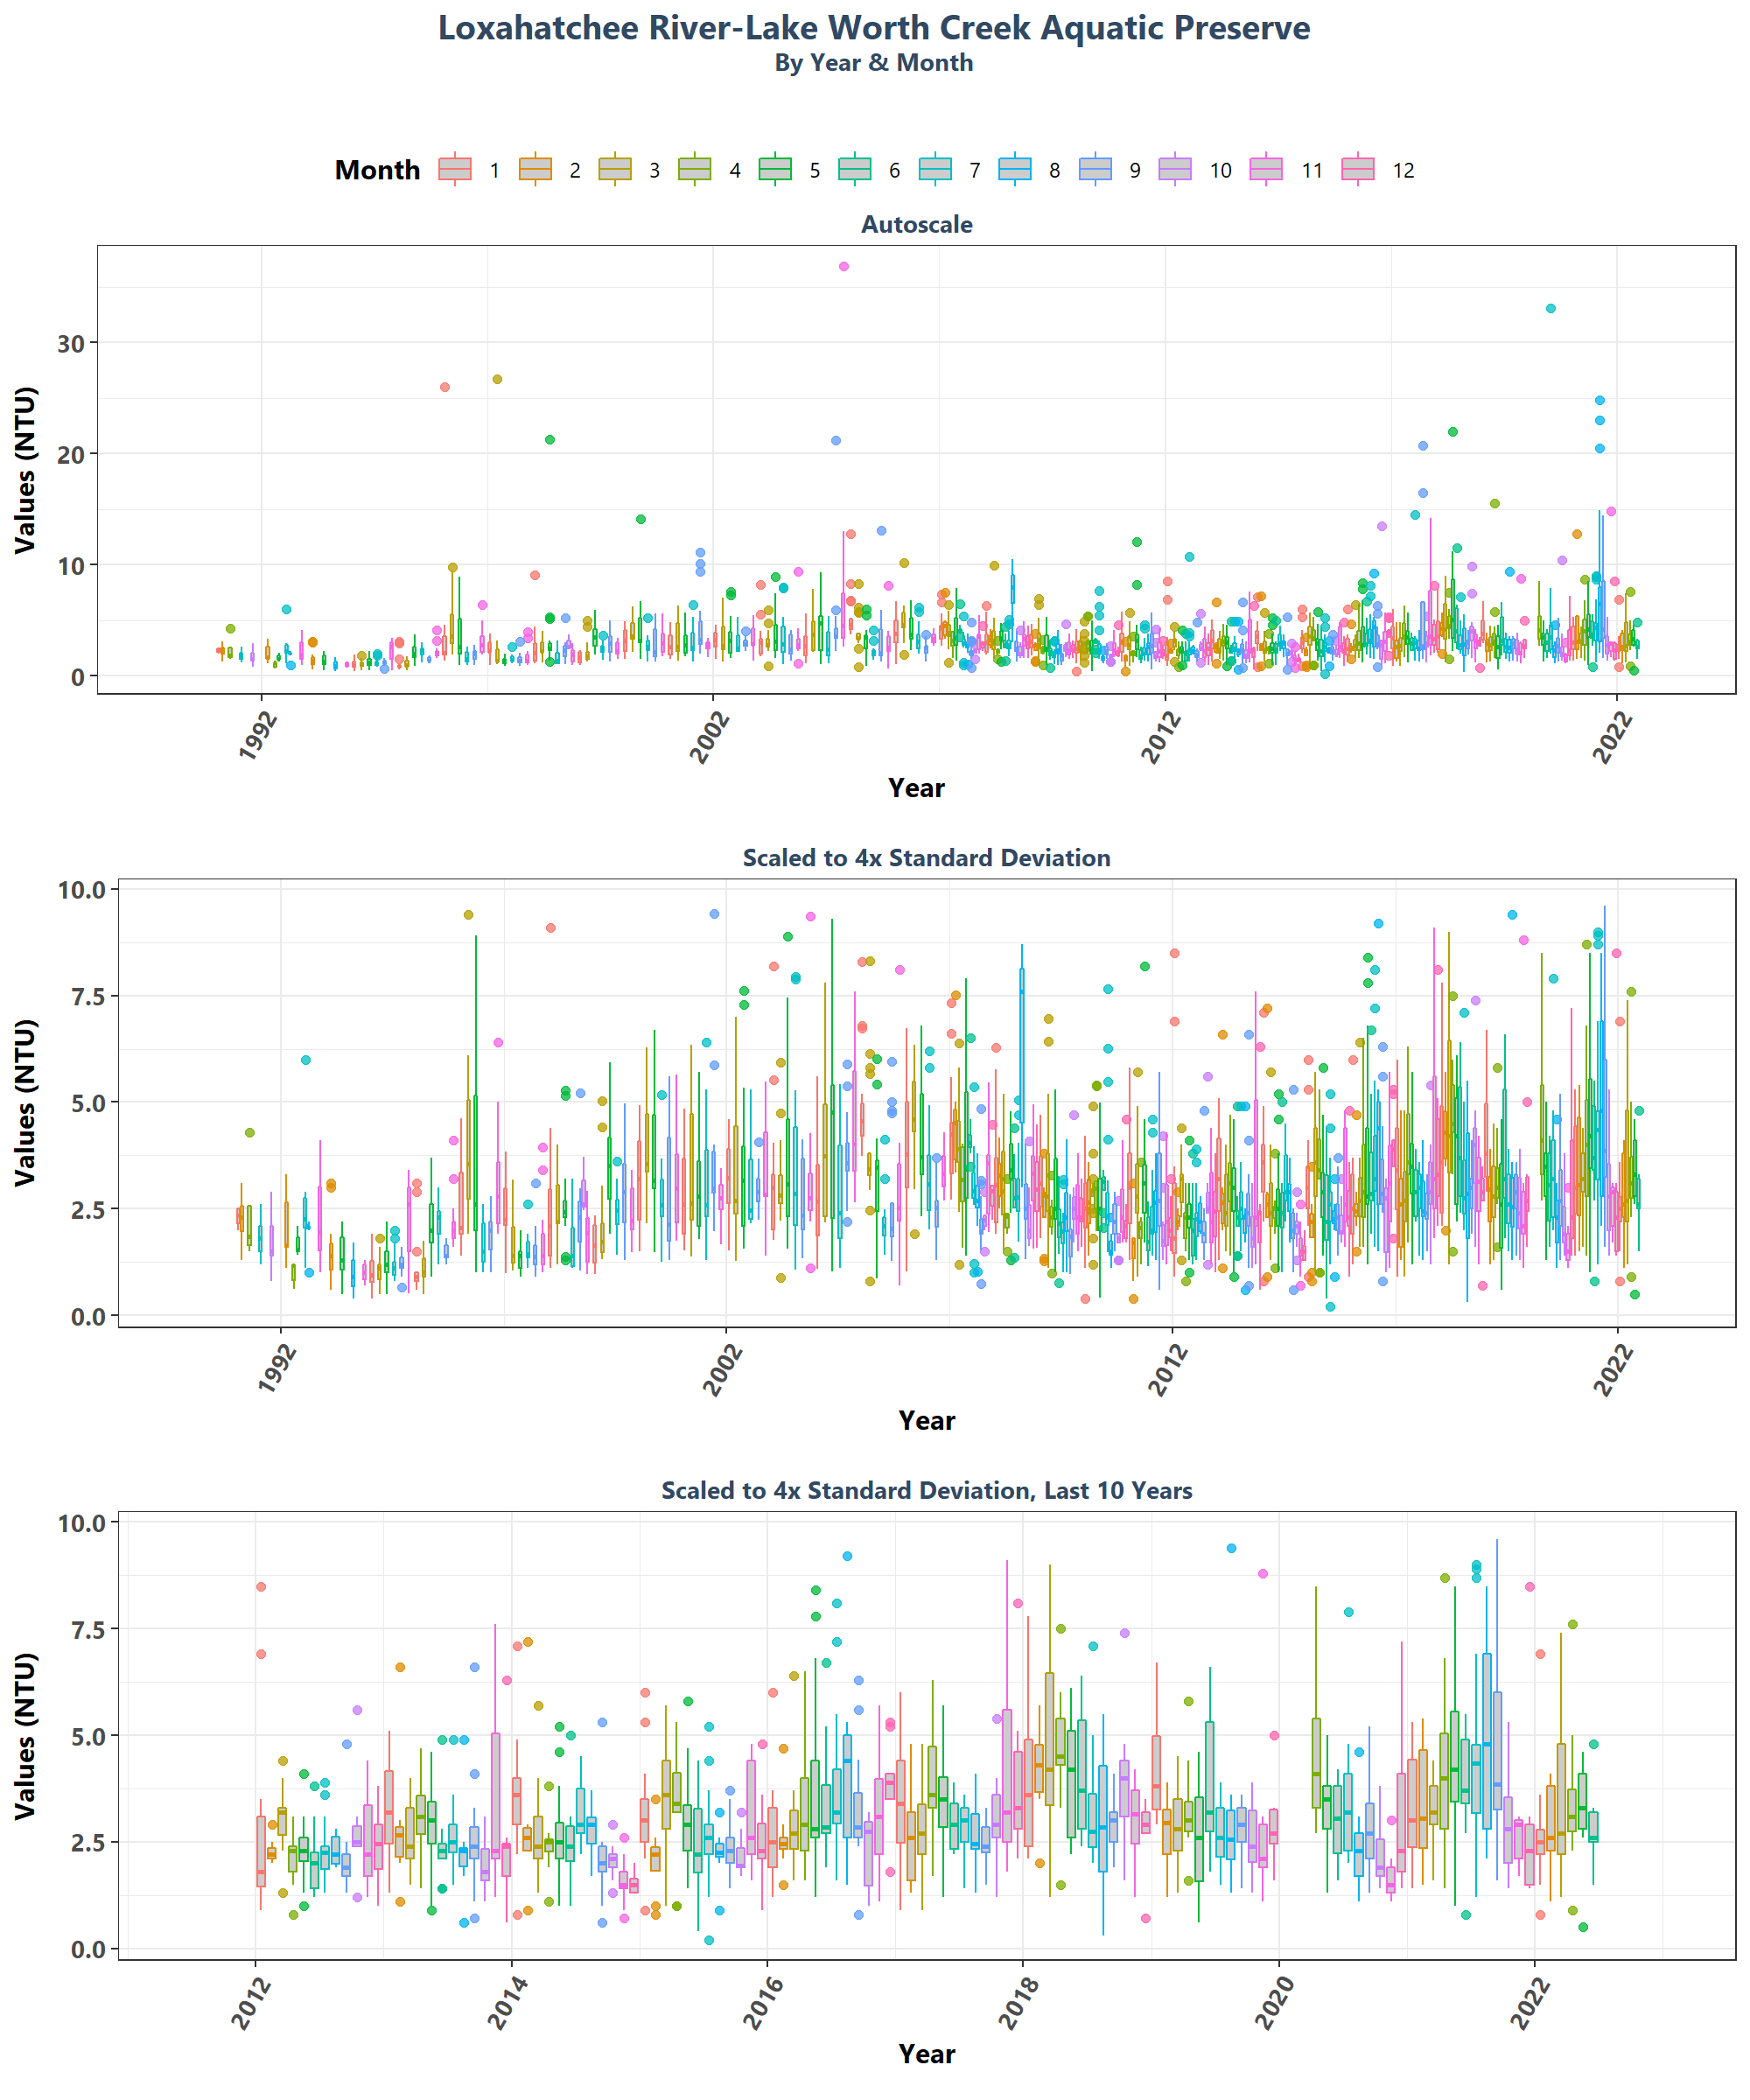 Loxahatchee River-Lake Worth Creek Aquatic Preserve
By Year & Month
Month 1 2 3 4 5 6 7 8 9 10 11 12
Autoscale
Values (NTU)
30
20
10
0
1992 2002 2012 2022
Year
Scaled to 4x Standard Deviation
Values (NTU)
10.0
7.5
5.0
2.5
0.0
1992 2002 2012 2022
Year
Scaled to 4x Standard Deviation, Last 10 Years
Values (NTU)
10.0
7.5
5.0
2.5
0.0
2012 2014 2016 2018 2020 2022
Year